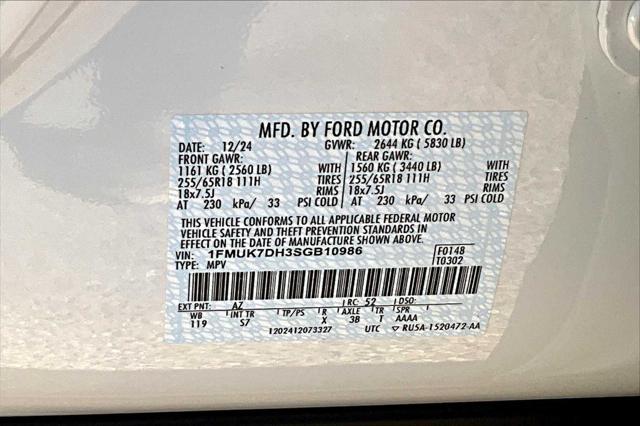 MFD. BY FORD MOTOR CO.
DATE: 12/24 GVWR: 2644 KG ( 5830 LB)
FRONT GAWR: REAR GAWR:
1161 KG ( 2560 LB) WITH 1560 KG ( 3440 LB) WITH
255/65R18 111H TIRES 255/65R18 111H TIRES
18x7.5J RIMS 18x7.5J RIMS
AT 230 kPa/ 33 PSI COLD AT 230 kPa/ 33 PSI COLD
THIS VEHICLE CONFORMS TO ALL APPLICABLE FEDERAL MOTOR
VEHICLE SAFETY AND THEFT PREVENTION STANDARDS IN
EFFECT ON THE DATE OF MANUFACTURE SHOWN ABOVE.
VIN: 1FMUK7DH3SGB10986 F0148
TYPE: MPV T0302
EXT PNT: AZ RC: 52 DSO:
WB INT TR TP/PS R AXLE TR SPR
119 S7 X 3B T AAAA
1202412073327 UTC ▽ RU5A-1520472-AA